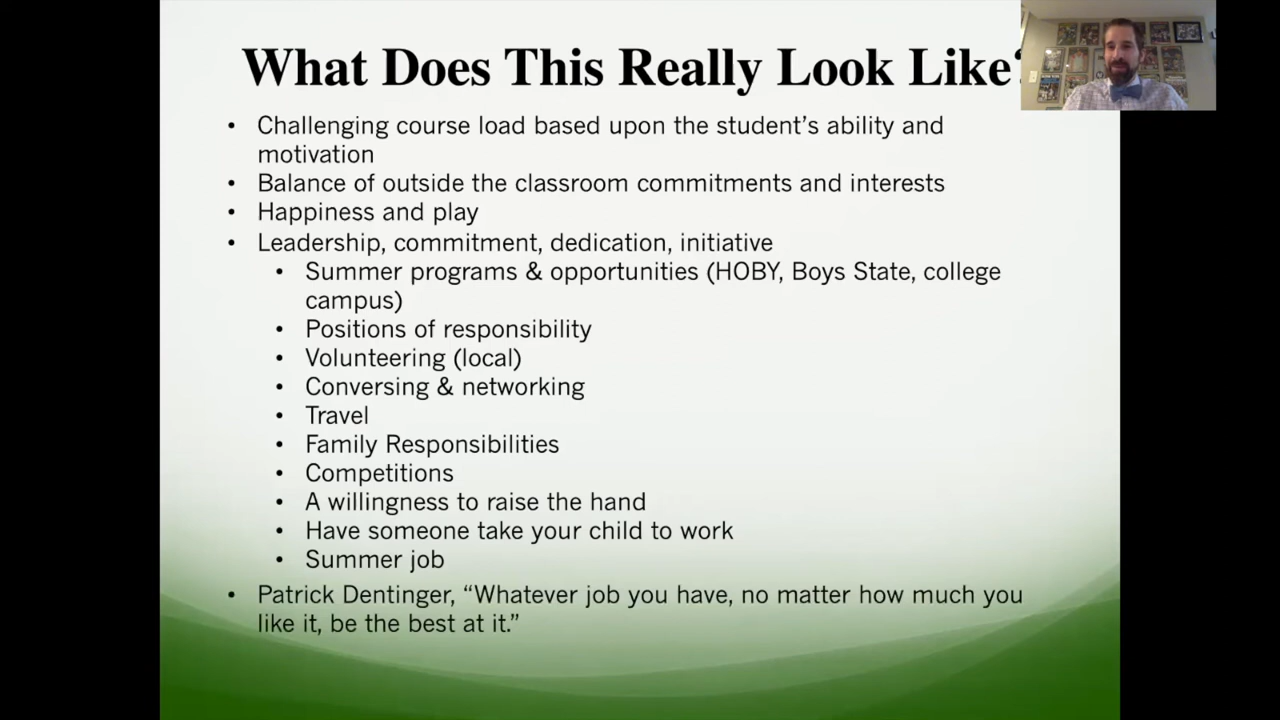 What Does This Really Look Like?
• Challenging course load based upon the student's ability and
motivation
• Balance of outside the classroom commitments and interests
• Happiness and play
• Leadership, commitment, dedication, initiative
• Summer programs & opportunities (HOBY, Boys State, college
campus)
• Positions of responsibility
• Volunteering (local)
• Conversing & networking
• Travel
• Family Responsibilities
• Competitions
• A willingness to raise the hand
• Have someone take your child to work
• Summer job
• Patrick Dentinger, “Whatever job you have, no matter how much you
like it, be the best at it.”